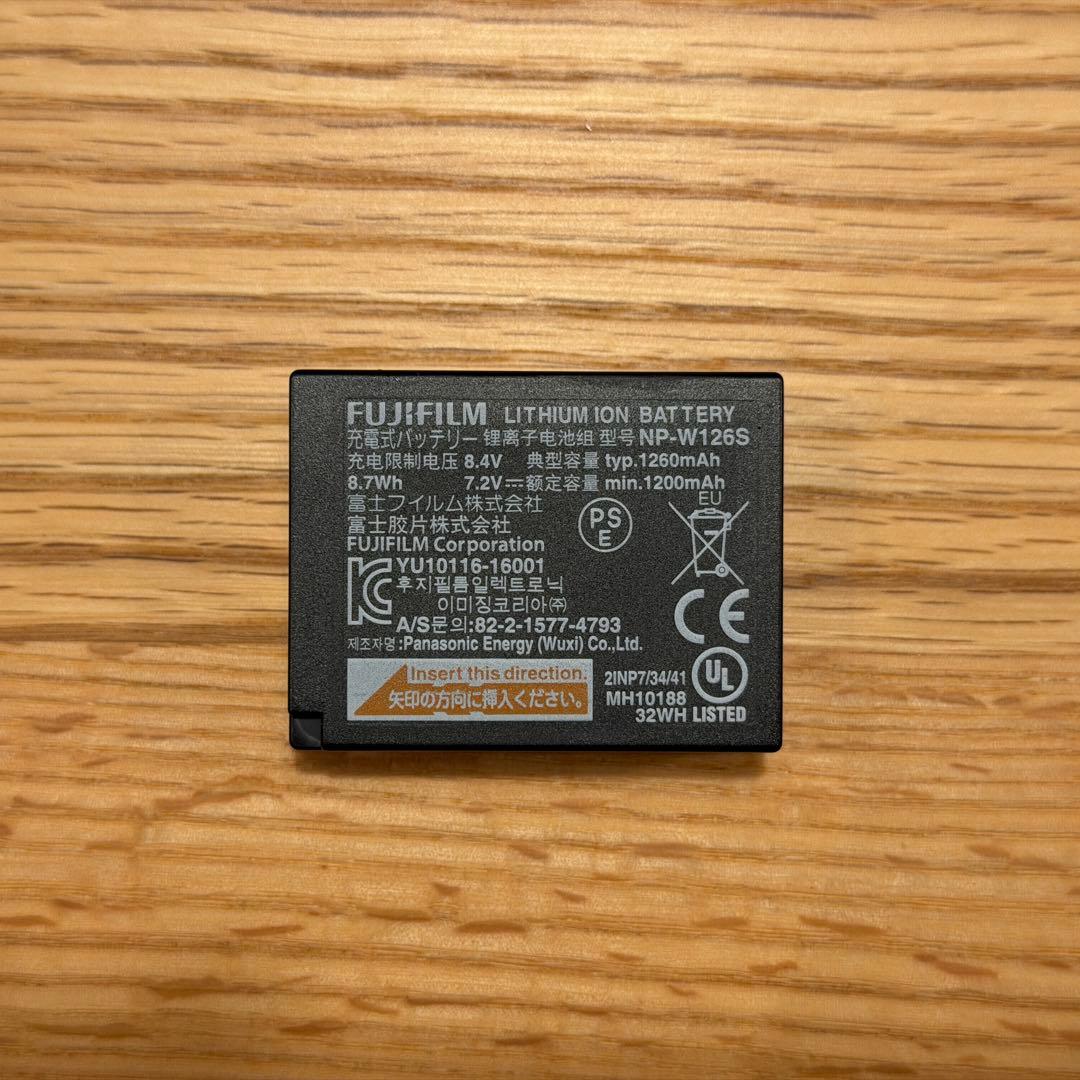 FUJIFILM LITHIUM ION BATTERY
充電式バッテリー 锂离子电池组 型号 NP-W126S
充电限制电压 8.4V 典型容量 typ.1260mAh
8.7Wh 7.2V⎓额定容量 min.1200mAh
富士フイルム株式会社
富士胶片株式会社
FUJIFILM Corporation
PS
E
EU
YU10116-16001
KC
후지필름일렉트로닉
이미징코리아㈜
A/S문의:82-2-1577-4793
제조자명:Panasonic Energy (Wuxi) Co.,Ltd.
CE
Insert this direction.
矢印の方向に挿入ください。
2INP7/34/41
MH10188
32WH
UL
LISTED